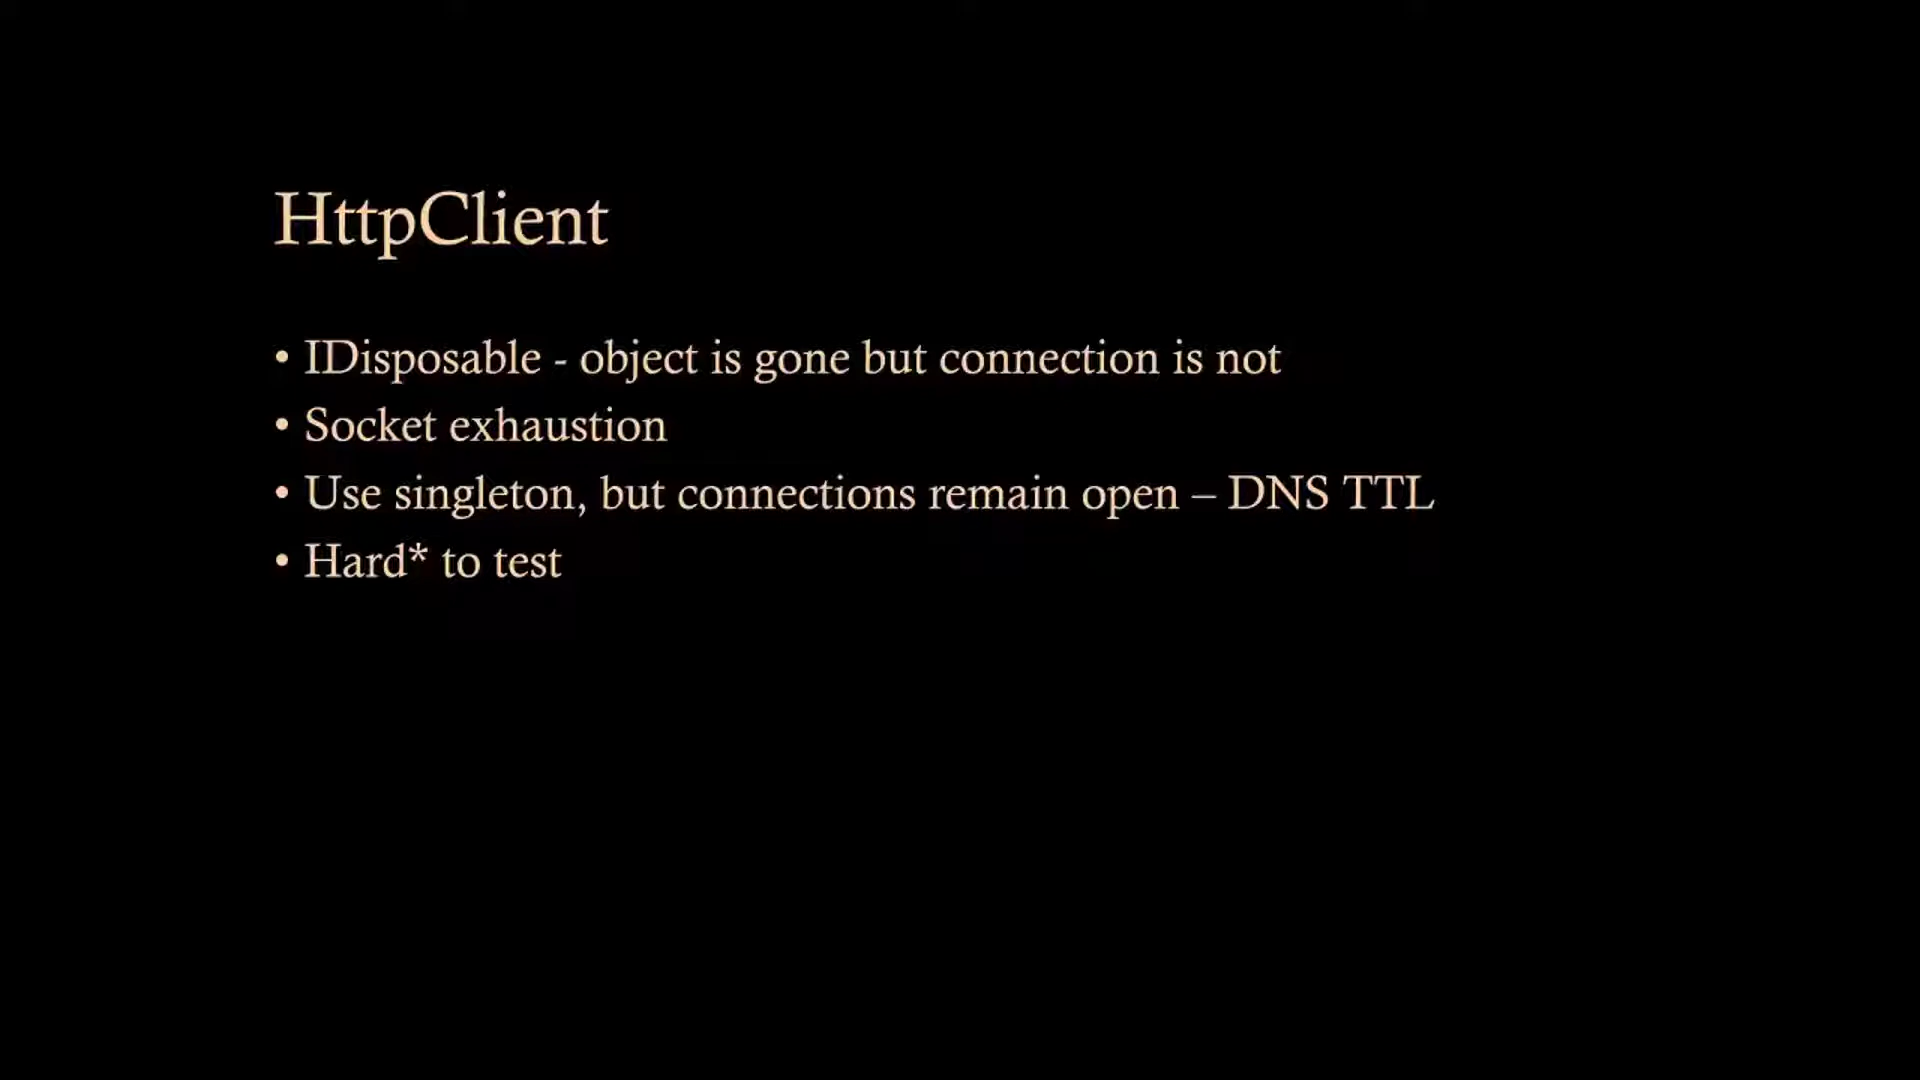 HttpClient
• IDisposable - object is gone but connection is not
• Socket exhaustion
• Use singleton, but connections remain open – DNS TTL
• Hard* to test